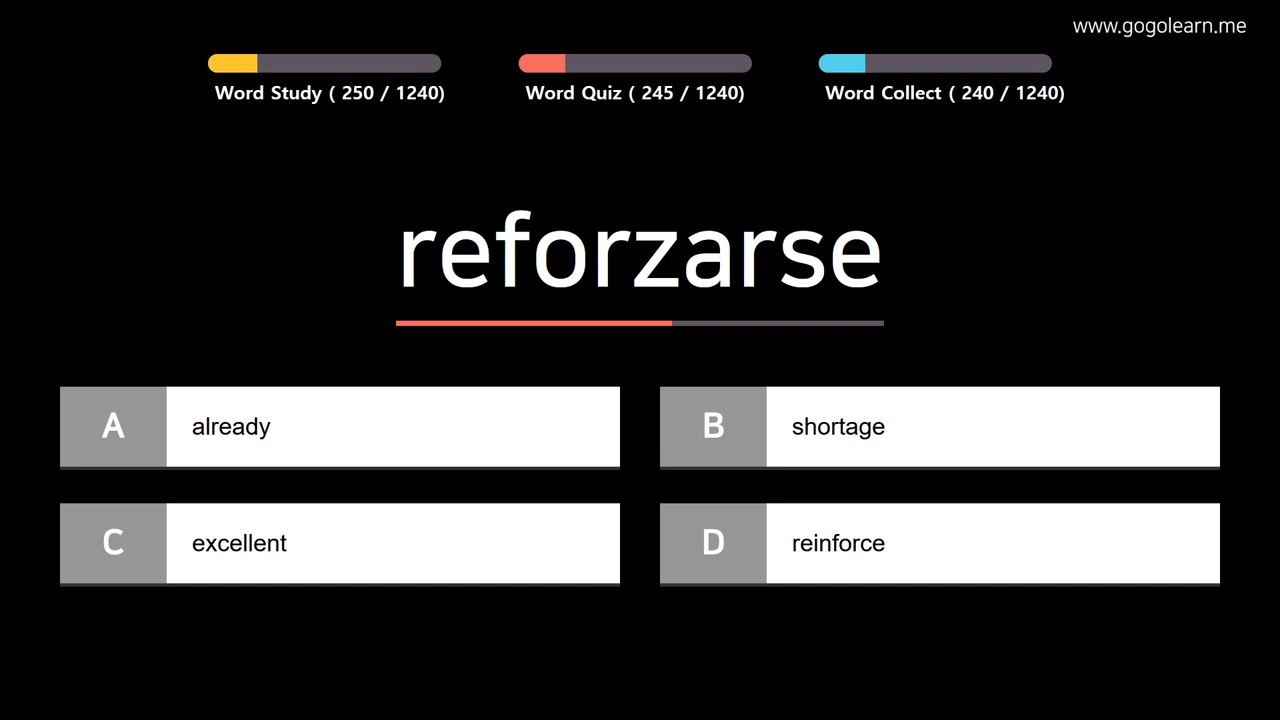 www.gogolearn.me
Word Study ( 250 / 1240)
Word Quiz ( 245 / 1240)
Word Collect ( 240 / 1240)
reforzarse
A already
B shortage
C excellent
D reinforce